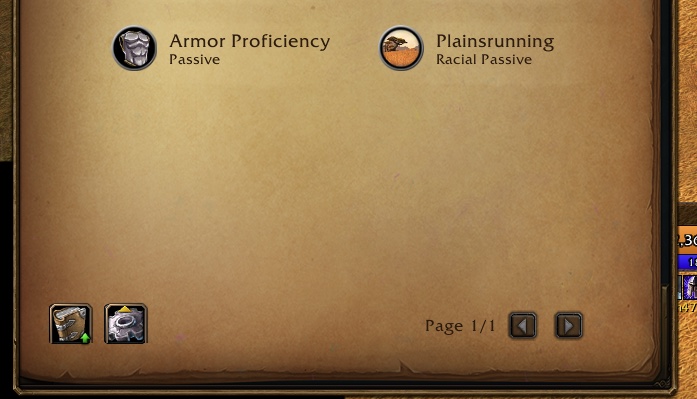 Armor Proficiency
Passive
Plainsrunning
Racial Passive
Page 1/1